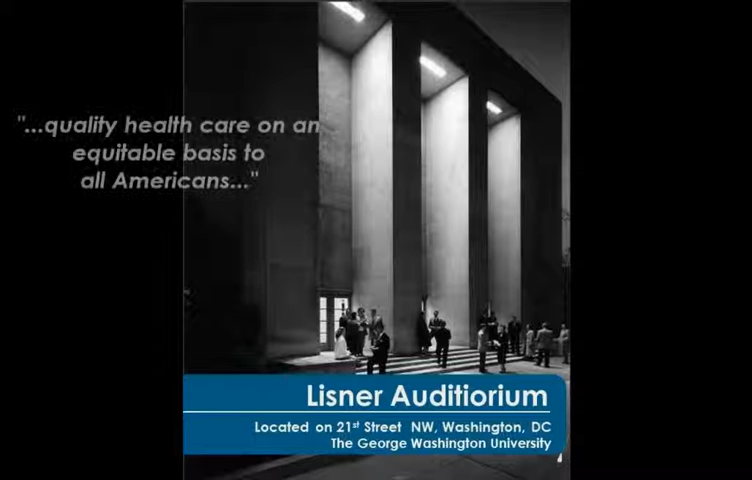 "...quality health care on an
equitable basis to
all Americans..."
Lisner Auditiorium
Located on 21st Street NW, Washington, DC
The George Washington University